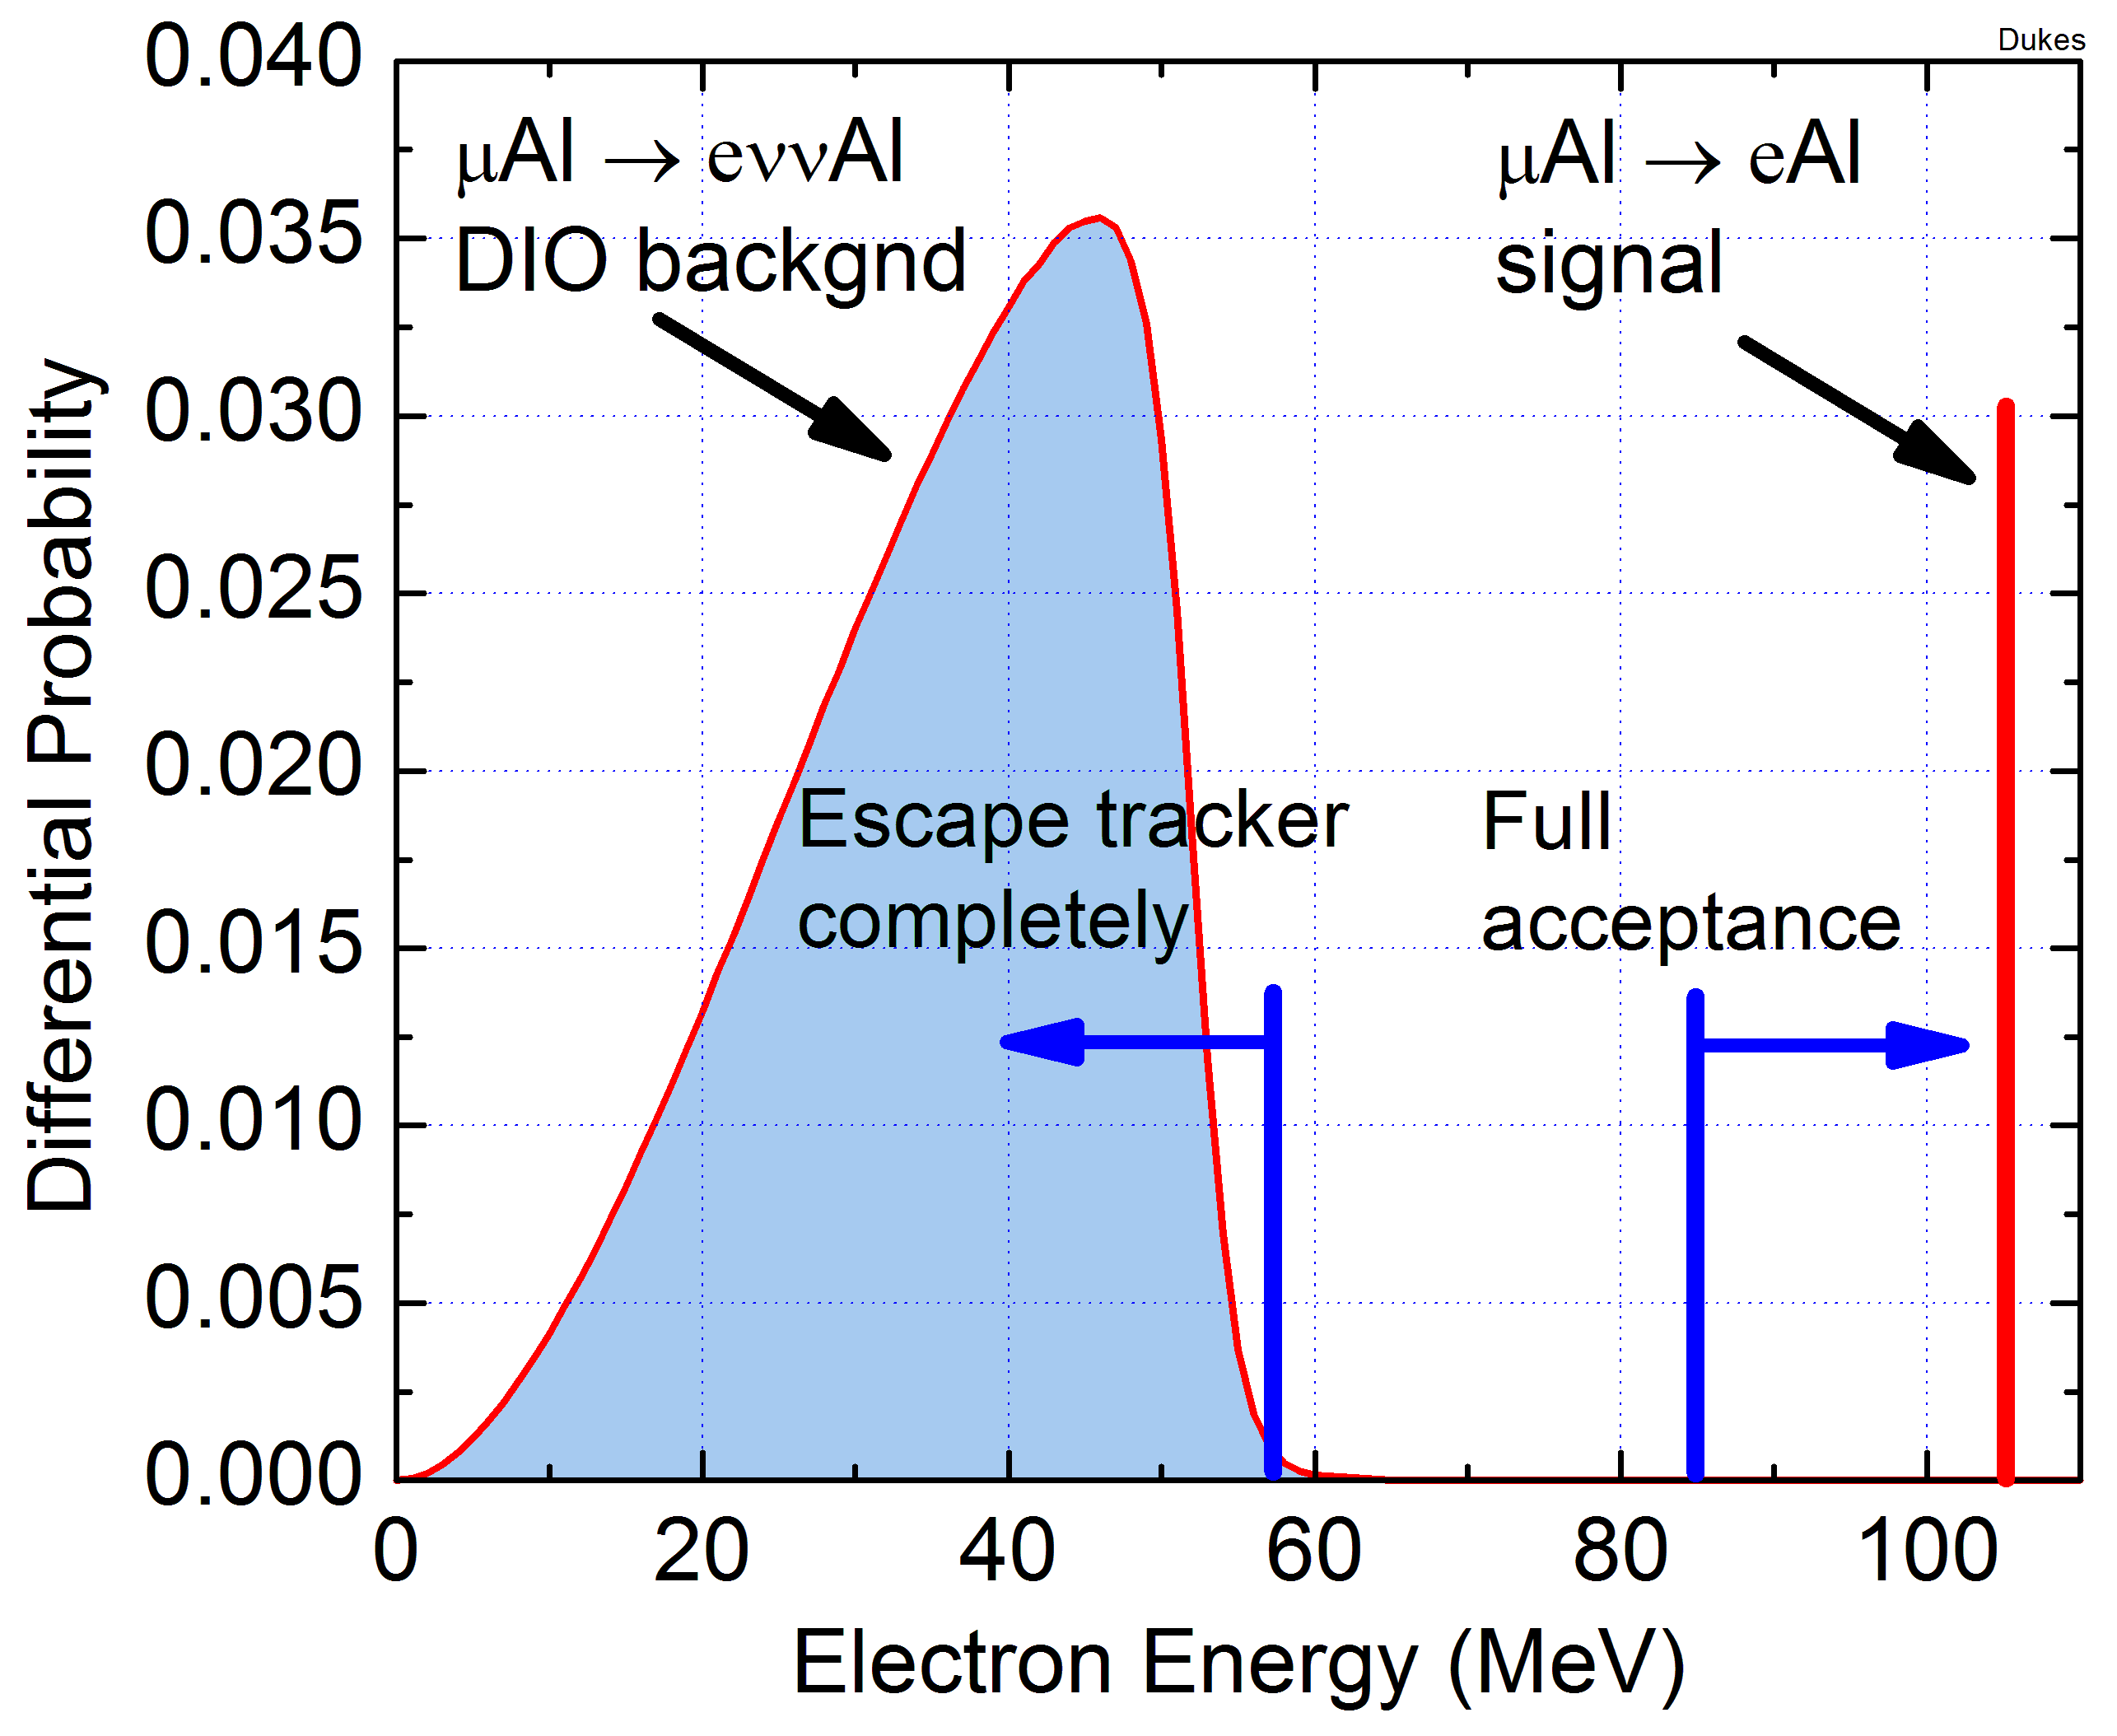 Dukes
0.040
0.035
0.030
0.025
0.020
0.015
0.010
0.005
0.000
Differential Probability
μAl → eννAl
DIO backgnd
μAl → eAl
signal
Escape tracker
completely
Full
acceptance
0 20 40 60 80 100
Electron Energy (MeV)